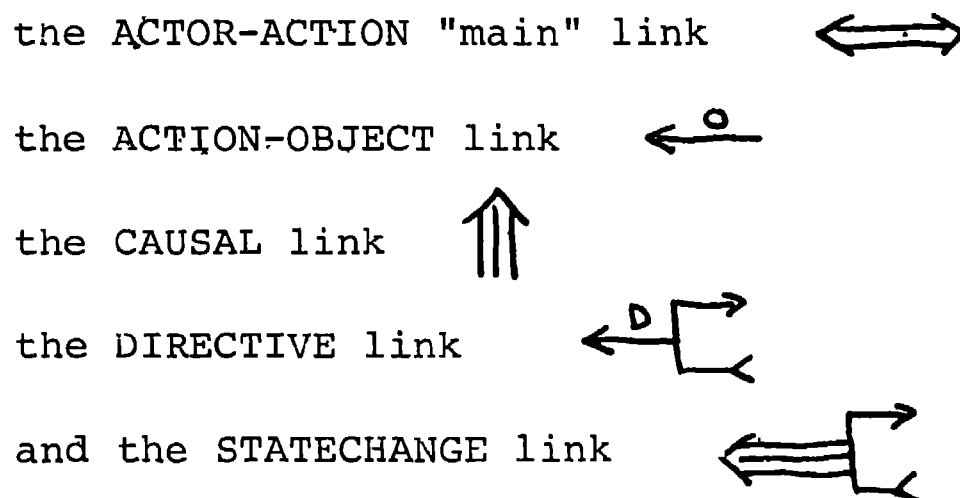 the ACTOR-ACTION "main" link
the ACTION-OBJECT link O
the CAUSAL link
the DIRECTIVE link D
and the STATECHANGE link